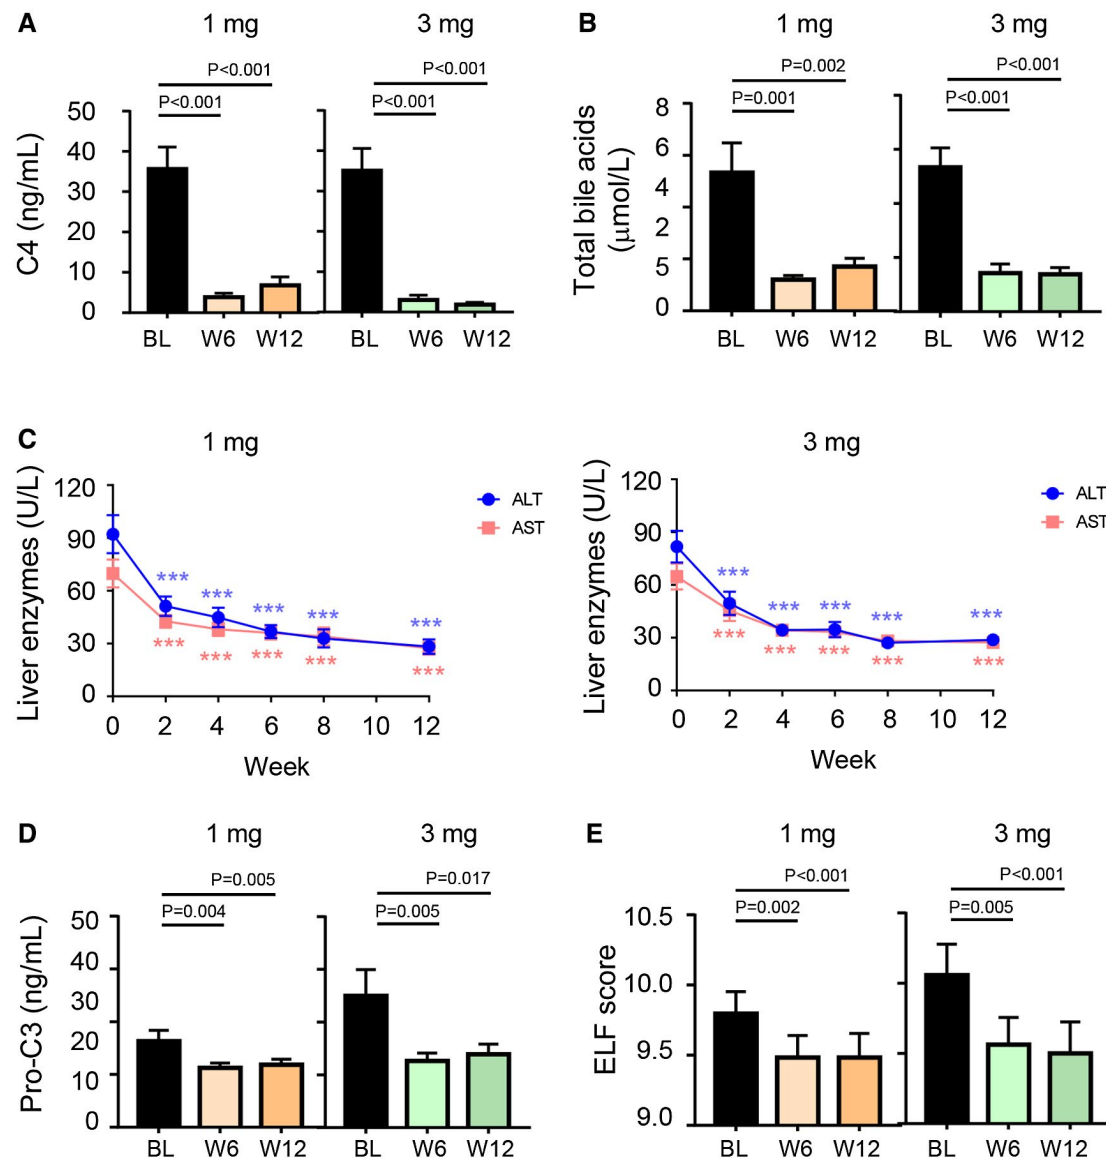 A
1 mg
3 mg
P<0.001
P<0.001
P<0.001
P<0.001
C4 (ng/mL)
50
40
30
20
10
0
BL
W6
W12
BL
W6
W12
B
1 mg
3 mg
P=0.002
P=0.001
P<0.001
P<0.001
Total bile acids
(μmol/L)
8
6
4
2
5
0
BL
W6
W12
BL
W6
W12
C
1 mg
Liver enzymes (U/L)
120
90
60
30
0
***
***
***
***
***
***
***
***
***
***
0
2
4
6
8
10
12
Week
ALT
AST
3 mg
Liver enzymes (U/L)
120
90
60
30
0
***
***
***
***
***
***
***
***
***
***
0
2
4
6
8
10
12
Week
ALT
AST
D
1 mg
3 mg
P=0.005
P=0.004
P=0.017
P=0.005
Pro-C3 (ng/mL)
50
40
30
20
10
0
BL
W6
W12
BL
W6
W12
E
1 mg
3 mg
P<0.001
P=0.002
P<0.001
P=0.005
ELF score
10.5
10.0
9.5
9.0
BL
W6
W12
BL
W6
W12